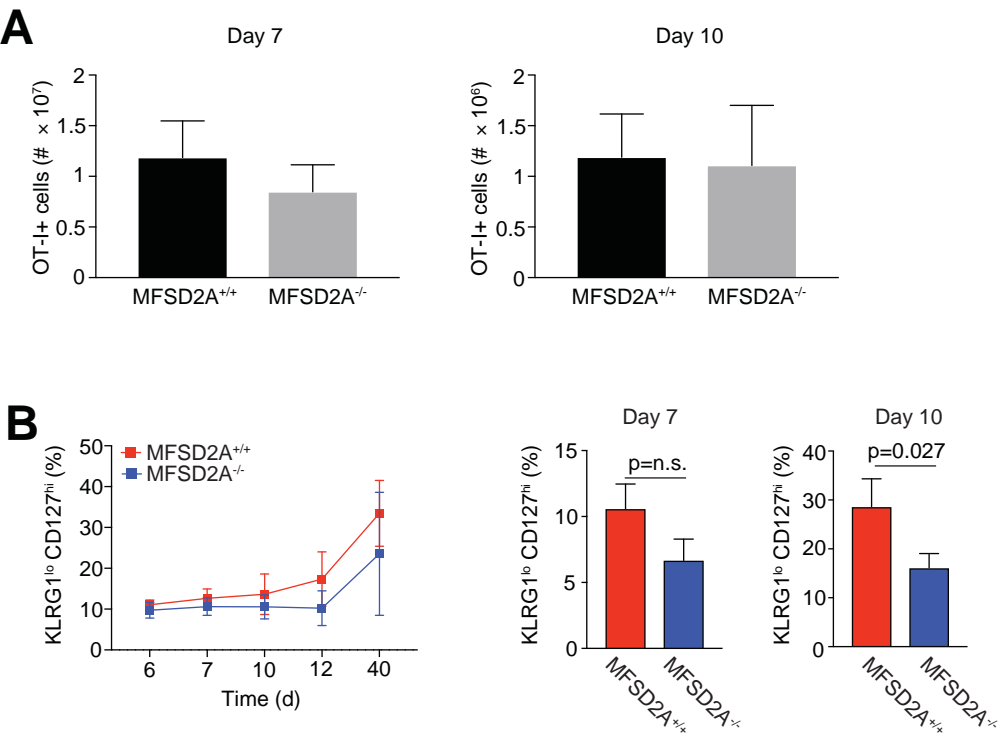 A
Day 7
OT-I+ cells (# × 10⁷)
2
1.5
1
0.5
0
MFSD2A⁺/⁺
MFSD2A⁻/⁻
Day 10
OT-I+ cells (# × 10⁶)
2
1.5
1
0.5
0
MFSD2A⁺/⁺
MFSD2A⁻/⁻
B
KLRG1ˡᵒ CD127ʰⁱ (%)
50
40
30
20
10
0
MFSD2A⁺/⁺
MFSD2A⁻/⁻
6 7 10 12 40
Time (d)
Day 7
KLRG1ˡᵒ CD127ʰⁱ (%)
15
10
5
0
p=n.s.
MFSD2A⁺/⁺
MFSD2A⁻/⁻
Day 10
KLRG1ˡᵒ CD127ʰⁱ (%)
40
30
20
10
0
p=0.027
MFSD2A⁺/⁺
MFSD2A⁻/⁻